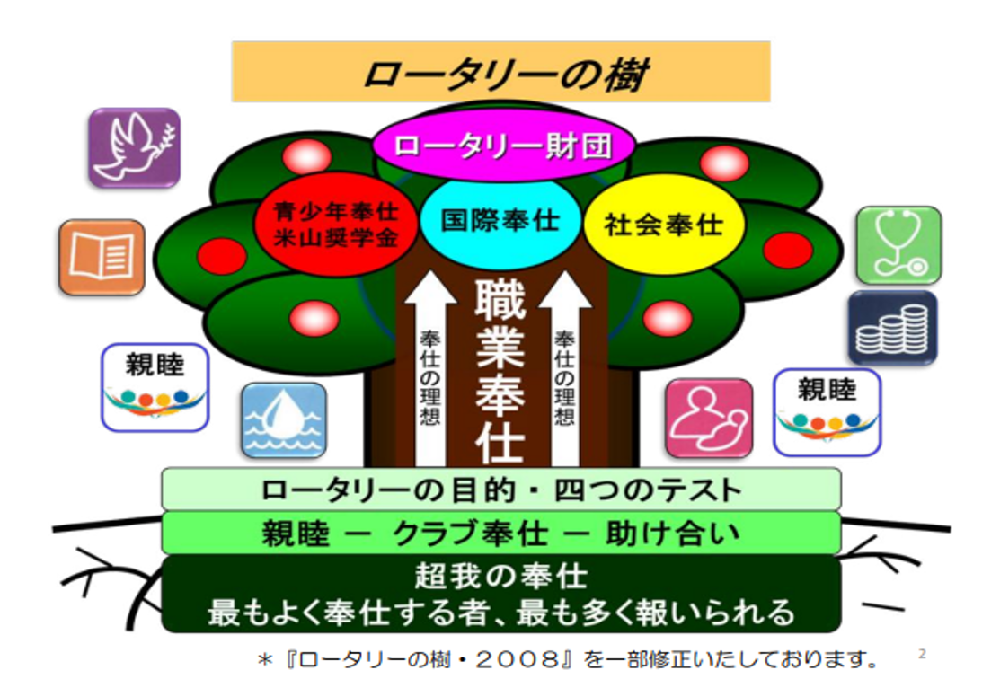 ロータリーの樹
ロータリー財団
青少年奉仕
米山奨学金
国際奉仕
社会奉仕
職業奉仕
奉仕の理想
奉仕の理想
親睦
親睦
ロータリーの目的・四つのテスト
親睦 － クラブ奉仕 － 助け合い
超我の奉仕
最もよく奉仕する者、最も多く報いられる
＊『ロータリーの樹・２００８』を一部修正いたしております。
2